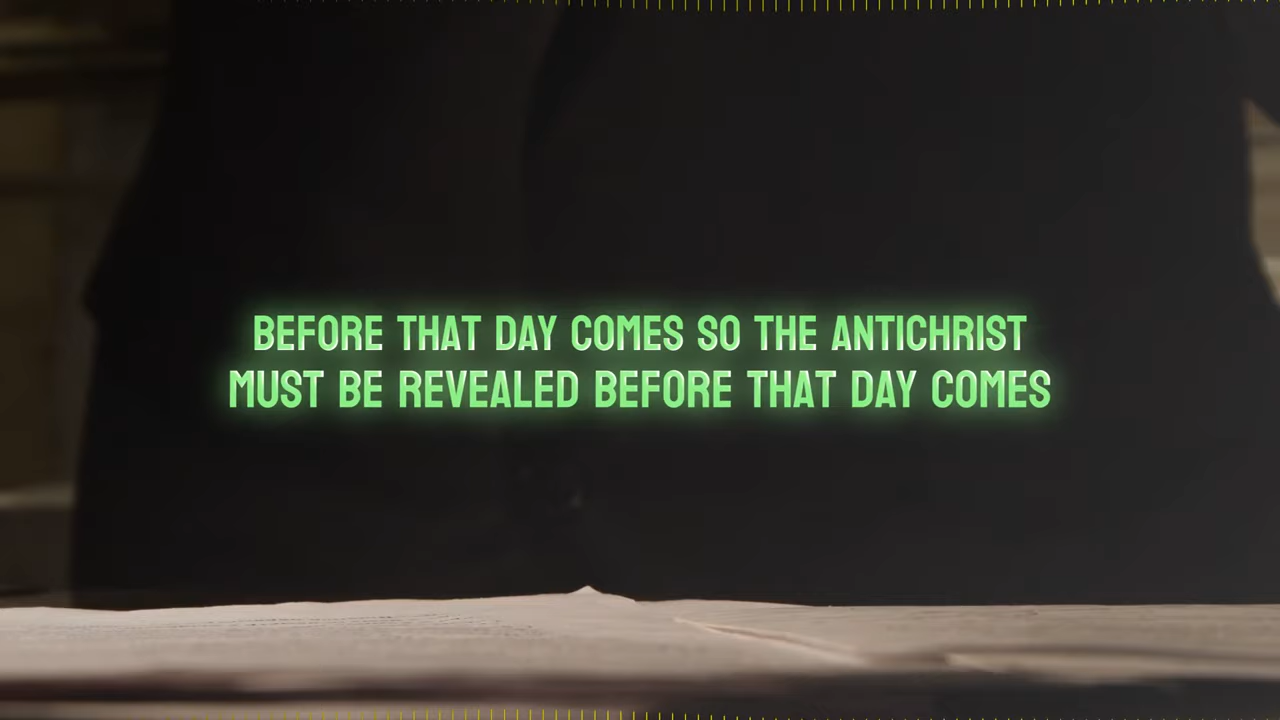 BEFORE THAT DAY COMES SO THE ANTICHRIST
MUST BE REVEALED BEFORE THAT DAY COMES